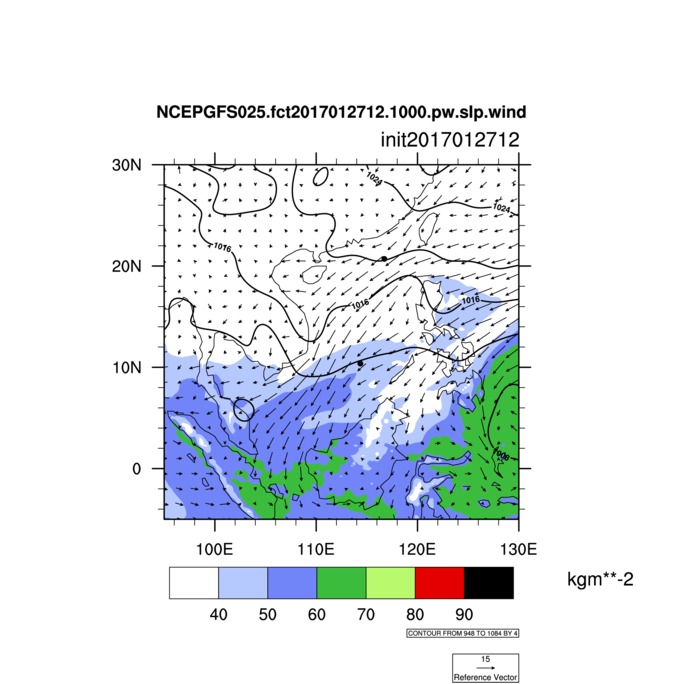 NCEPGFS025.fct2017012712.1000.pw.slp.wind
init2017012712
30N
1024
1024
1016
20N
1016
1016
10N
1008
0
100E 110E 120E 130E
kgm**-2
40 50 60 70 80 90
CONTOUR FROM 948 TO 1084 BY 4
15
Reference Vector